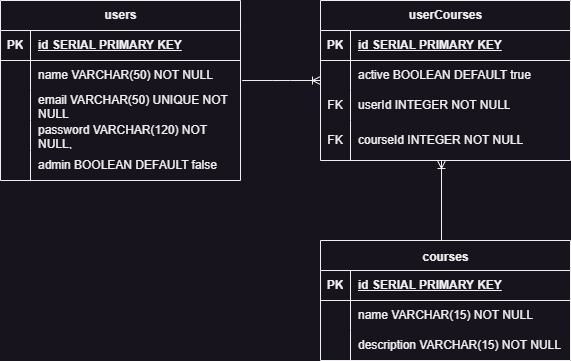 users
PK id SERIAL PRIMARY KEY
name VARCHAR(50) NOT NULL
email VARCHAR(50) UNIQUE NOT
NULL
password VARCHAR(120) NOT
NULL,
admin BOOLEAN DEFAULT false
userCourses
PK id SERIAL PRIMARY KEY
active BOOLEAN DEFAULT true
FK userId INTEGER NOT NULL
FK courseId INTEGER NOT NULL
courses
PK id SERIAL PRIMARY KEY
name VARCHAR(15) NOT NULL
description VARCHAR(15) NOT NULL